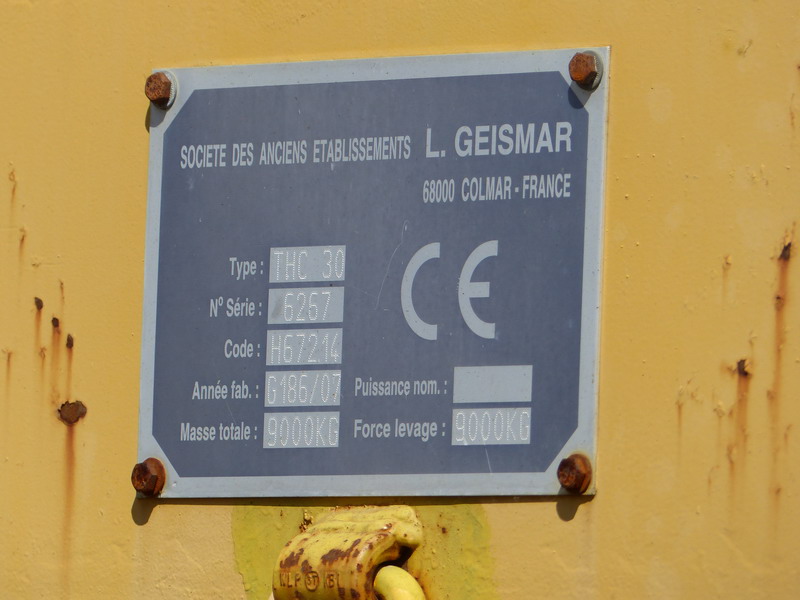 SOCIETE DES ANCIENS ETABLISSEMENTS L. GEISMAR
68000 COLMAR - FRANCE
Type : THC 30
CE
N° Série : 6267
Code : H67214
Année fab. : G186/07 Puissance nom. :
Masse totale : 9000KG Force levage : 9000KG